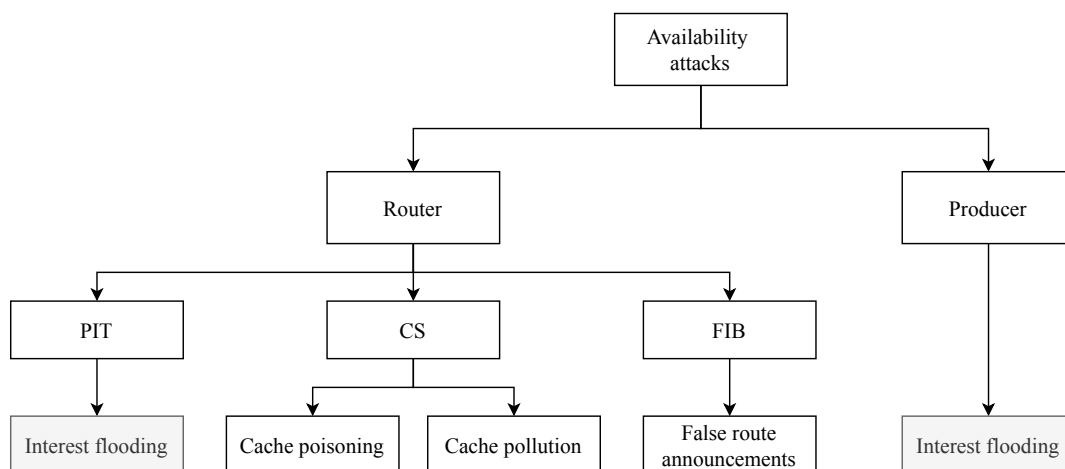 Availability
attacks
Router
Producer
PIT
CS
FIB
Interest flooding
Cache poisoning
Cache pollution
False route
announcements
Interest flooding